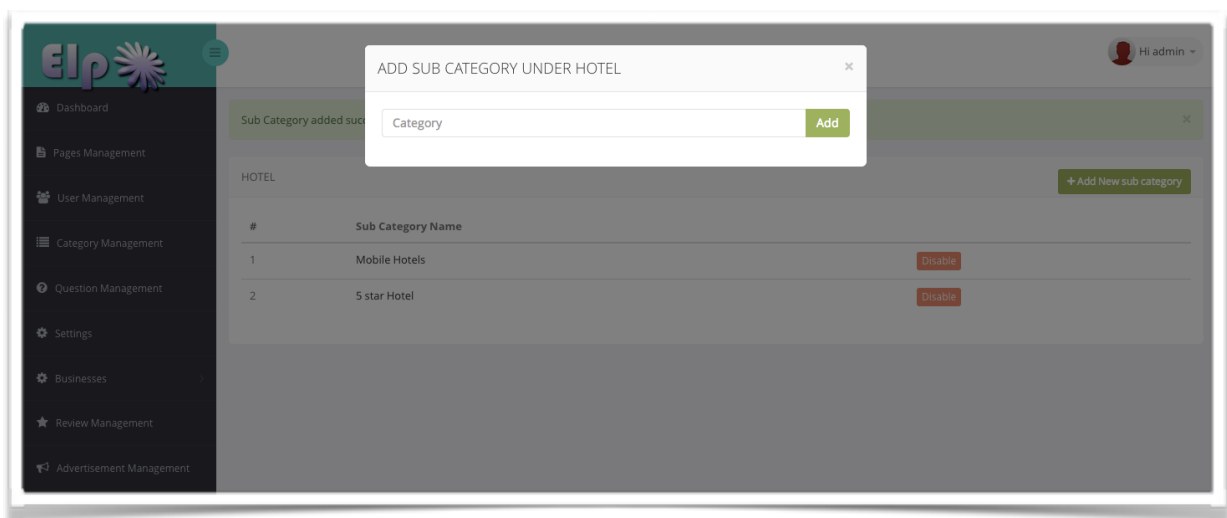 Elp
Hi admin
ADD SUB CATEGORY UNDER HOTEL
×
Category
Add
Dashboard
Pages Management
User Management
Category Management
Question Management
Settings
Businesses
Review Management
Advertisement Management
Sub Category added
×
HOTEL
+ Add New sub category
# Sub Category Name
1 Mobile Hotels Disable
2 5 star Hotel Disable